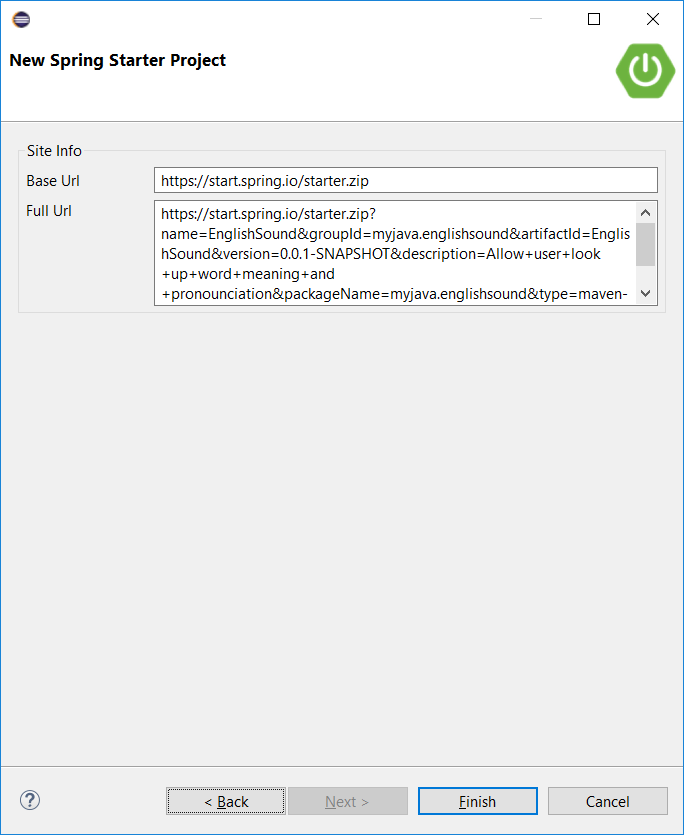 New Spring Starter Project
Site Info
Base Url
https://start.spring.io/starter.zip
Full Url
https://start.spring.io/starter.zip?
name=EnglishSound&groupId=myjava.englishsound&artifactId=Englis
hSound&version=0.0.1-SNAPSHOT&description=Allow+user+look
+up+word+meaning+and
+pronounciation&packageName=myjava.englishsound&type=maven-
?
< Back
Next >
Finish
Cancel